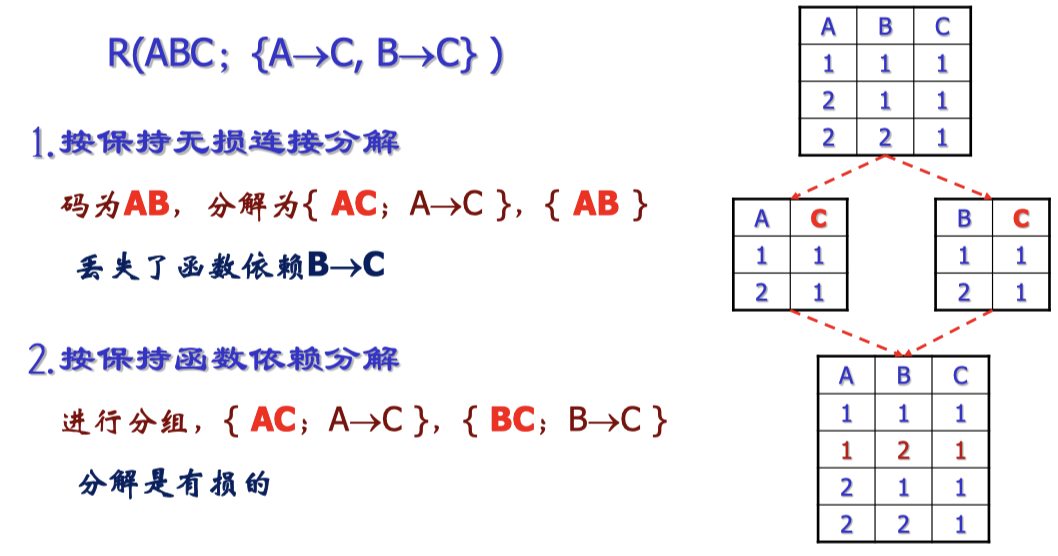 R(ABC；{A→C, B→C} )
1.按保持无损连接分解
码为AB，分解为{ AC；A→C }，{ AB }
丢失了函数依赖B→C
2.按保持函数依赖分解
进行分组，{ AC；A→C }，{ BC；B→C }
分解是有损的
A B C
1 1 1
2 1 1
2 2 1
A C
1 1
2 1
B C
1 1
2 1
A B C
1 1 1
1 2 1
2 1 1
2 2 1